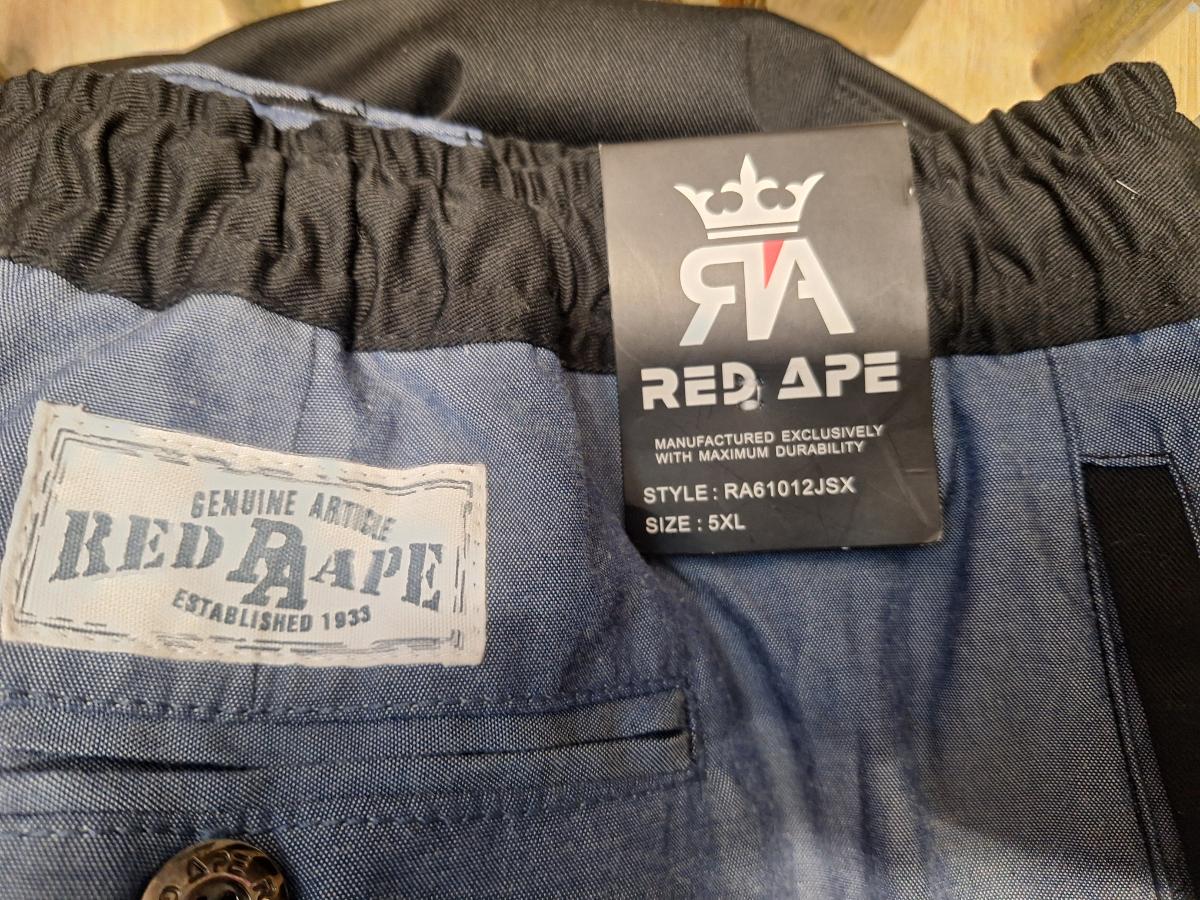 RA
RED APE
MANUFACTURED EXCLUSIVELY
WITH MAXIMUM DURABILITY
STYLE : RA61012JSX
SIZE : 5XL
GENUINE ARTICLE
RED RA APE
ESTABLISHED 1933
APE